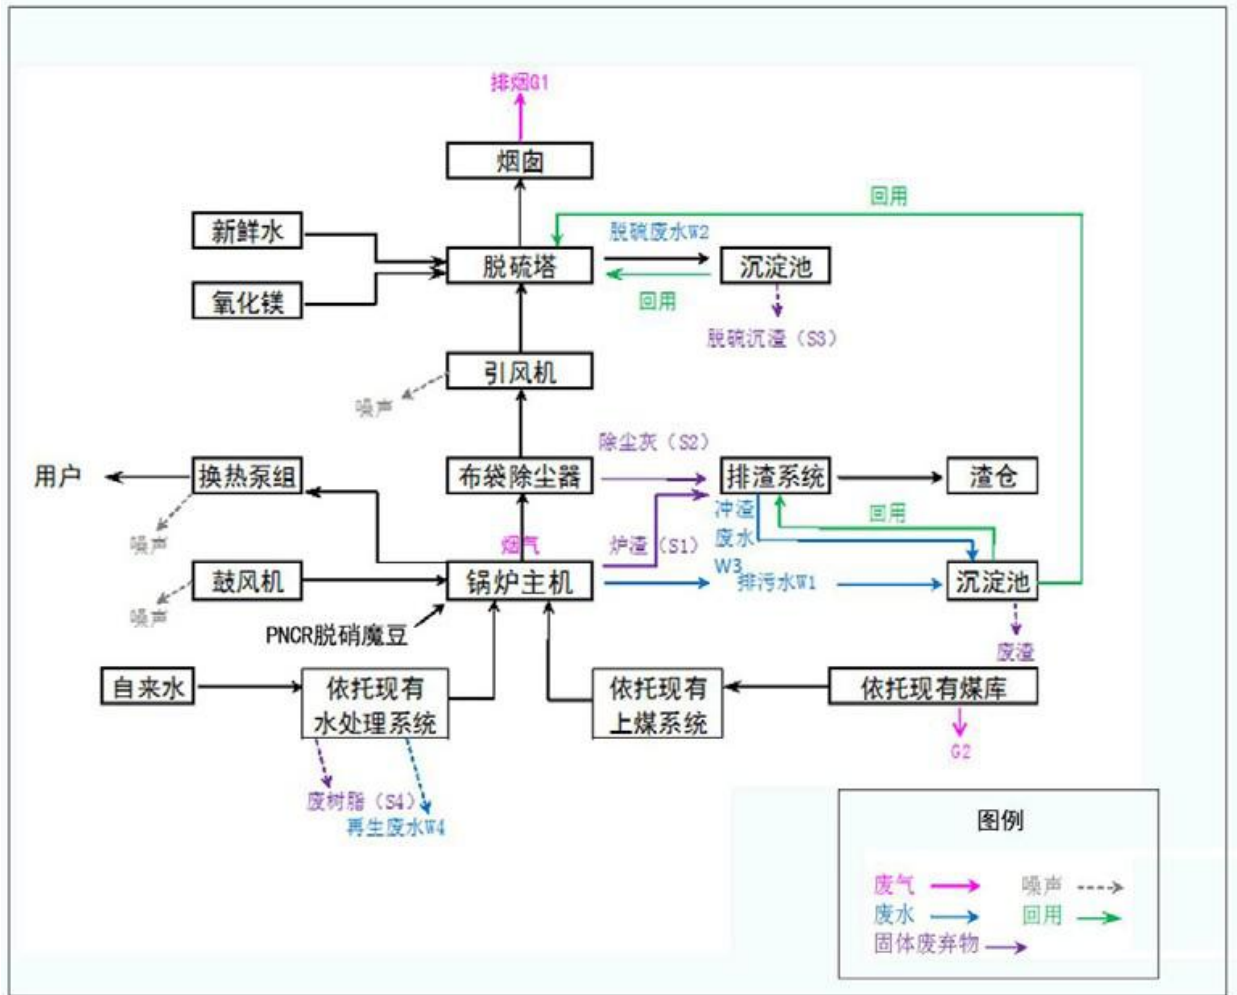 排烟G1
烟囱
回用
新鲜水
脱硫废水W2
脱硫塔
沉淀池
氧化镁
回用
脱硫沉渣（S3）
引风机
噪声
除尘灰（S2）
用户
换热泵组
布袋除尘器
排渣系统
渣仓
冲渣
废水
W3
回用
噪声
烟气
炉渣（S1）
鼓风机
锅炉主机
排污水W1
沉淀池
噪声
PNCR脱硝魔豆
废渣
自来水
依托现有
水处理系统
依托现有
上煤系统
依托现有煤库
G2
废树脂（S4）
再生废水W4
图例
废气
噪声
废水
回用
固体废弃物